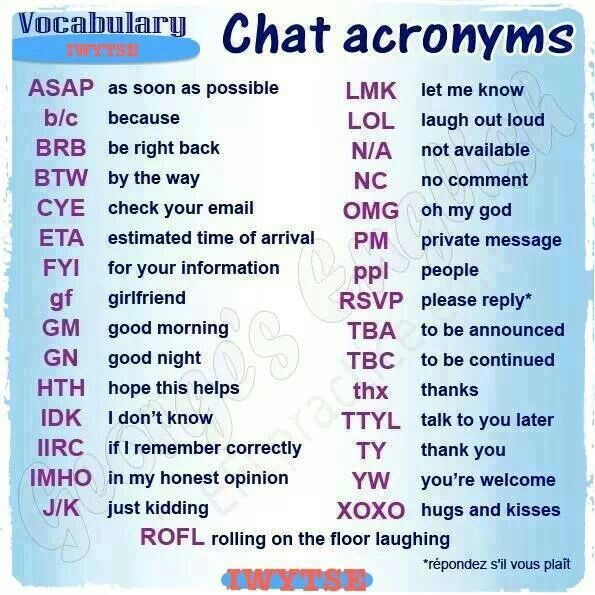 Vocabulary
IWYTSE
Chat acronyms
ASAP as soon as possible
b/c because
BRB be right back
BTW by the way
CYE check your email
ETA estimated time of arrival
FYI for your information
gf girlfriend
GM good morning
GN good night
HTH hope this helps
IDK I don’t know
IIRC if I remember correctly
IMHO in my honest opinion
J/K just kidding
LMK let me know
LOL laugh out loud
N/A not available
NC no comment
OMG oh my god
PM private message
ppl people
RSVP please reply*
TBA to be announced
TBC to be continued
thx thanks
TTYL talk to you later
TY thank you
YW you’re welcome
XOXO hugs and kisses
ROFL rolling on the floor laughing
*répondez s'il vous plaît
IWYTSE
George's English